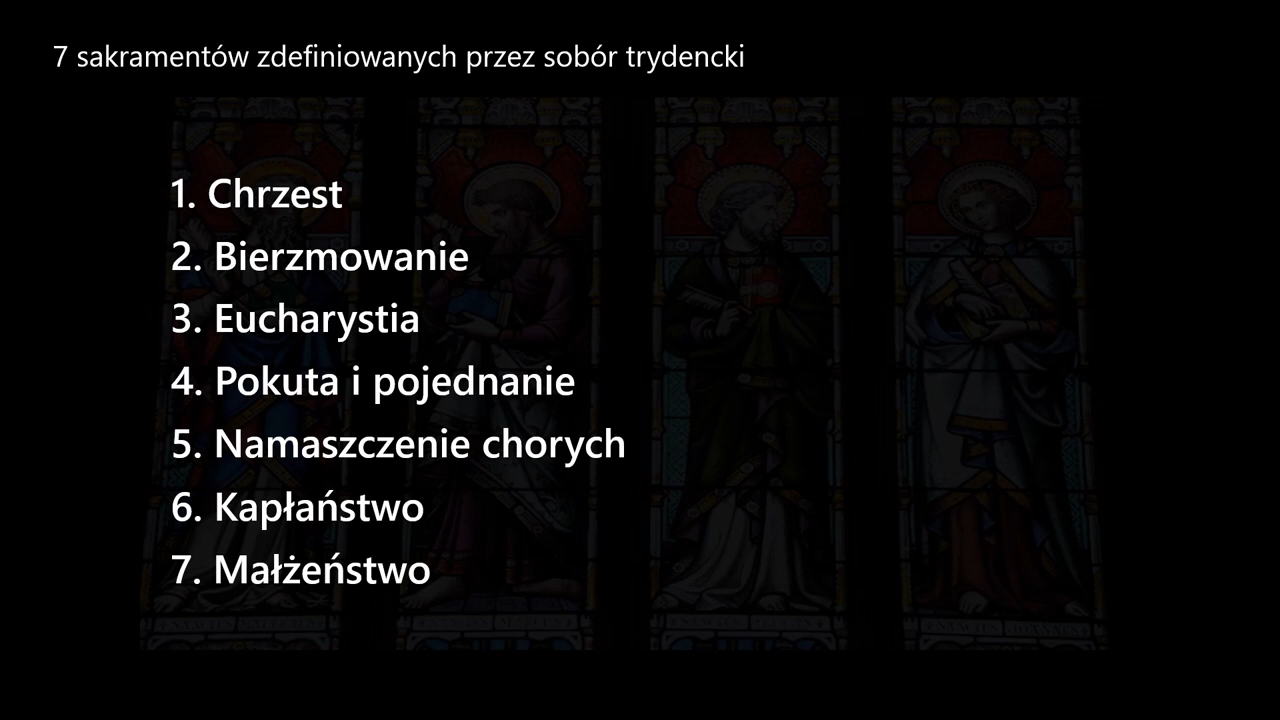 7 sakramentów zdefiniowanych przez sobór trydencki
1. Chrzest
2. Bierzmowanie
3. Eucharystia
4. Pokuta i pojednanie
5. Namaszczenie chorych
6. Kapłaństwo
7. Małżeństwo